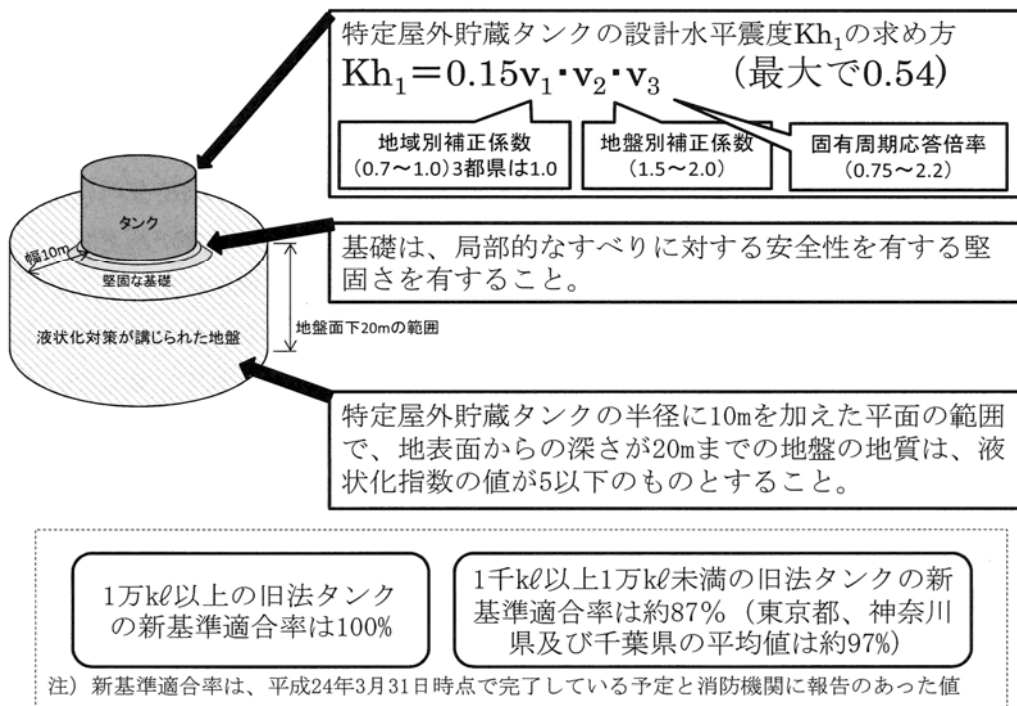 特定屋外貯蔵タンクの設計水平震度Kh₁の求め方
Kh₁＝0.15v₁・v₂・v₃　（最大で0.54）
地域別補正係数
（0.7～1.0）3都県は1.0
地盤別補正係数
（1.5～2.0）
固有周期応答倍率
（0.75～2.2）
タンク
幅10m
堅固な基礎
液状化対策が講じられた地盤
地盤面下20mの範囲
基礎は、局部的なすべりに対する安全性を有する堅
固さを有すること。
特定屋外貯蔵タンクの半径に10mを加えた平面の範囲
で、地表面からの深さが20mまでの地盤の地質は、液
状化指数の値が5以下のものとすること。
1万kℓ以上の旧法タンク
の新基準適合率は100%
1千kℓ以上1万kℓ未満の旧法タンクの新
基準適合率は約87％（東京都、神奈川
県及び千葉県の平均値は約97%）
注）新基準適合率は、平成24年3月31日時点で完了している予定と消防機関に報告のあった値